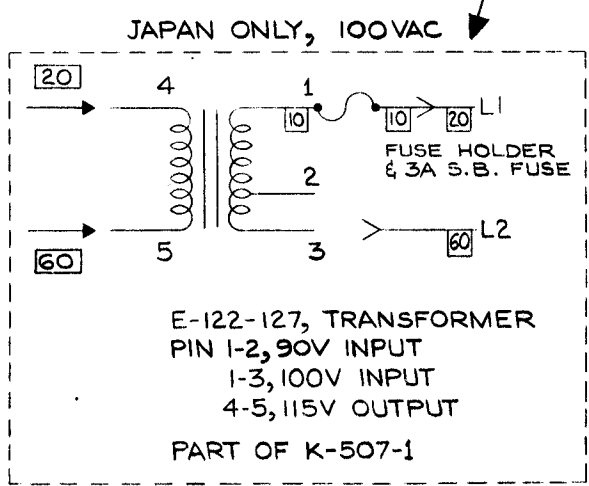 JAPAN ONLY, 100VAC
20 4 1
10 10 20 L1
FUSE HOLDER
& 3A S.B. FUSE
2
60 5 3 60 L2
E-122-127, TRANSFORMER
PIN 1-2, 90V INPUT
1-3, 100V INPUT
4-5, 115V OUTPUT
PART OF K-507-1